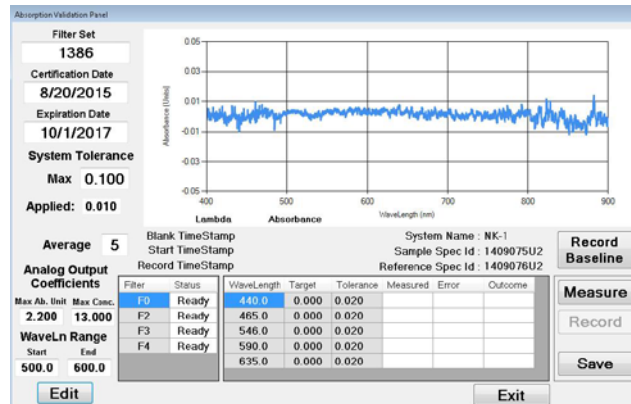 Absorption Validation Panel
Filter Set
1386
Certification Date
8/20/2015
Expiration Date
10/1/2017
System Tolerance
Max 0.100
Applied: 0.010
Average 5
Analog Output
Coefficients
Max Ab. Unit Max Conc.
2.200 13.000
WaveLn Range
Start End
500.0 600.0
Edit
Absorbance (Units)
0.05
0.03
0.01
-0.01
-0.03
-0.05
400 500 600 700 800 900
WaveLength (nm)
Lambda Absorbance
Blank TimeStamp
Start TimeStamp
Record TimeStamp
System Name : NK-1
Sample Spec Id : 1409075U2
Reference Spec Id : 1409076U2
Filter Status
F0 Ready
F2 Ready
F3 Ready
F4 Ready
WaveLength Target Tolerance Measured Error Outcome
440.0 0.000 0.020
465.0 0.000 0.020
546.0 0.000 0.020
590.0 0.000 0.020
635.0 0.000 0.020
Record
Baseline
Measure
Record
Save
Exit